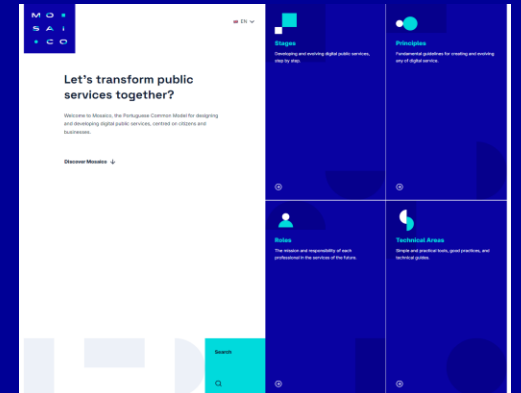 MO
SAI
CO
EN
Let's transform public
services together?
Welcome to Mosaico, the Portuguese Common Model for designing
and developing digital public services, centred on citizens and
businesses.
Discover Mosaico
Search
Stages
Developing and evolving digital public services,
step by step.
Principles
Fundamental guidelines for creating and evolving
any of digital service.
Roles
The mission and responsibility of each
professional in the services of the future.
Technical Areas
Simple and practical tools, good practices, and
technical guides.